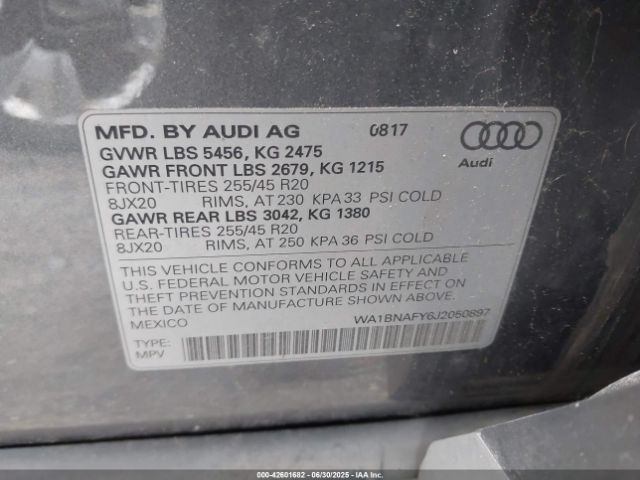 MFD. BY AUDI AG 0817
GVWR LBS 5456, KG 2475
GAWR FRONT LBS 2679, KG 1215
FRONT-TIRES 255/45 R20
8JX20 RIMS, AT 230 KPA 33 PSI COLD
GAWR REAR LBS 3042, KG 1380
REAR-TIRES 255/45 R20
8JX20 RIMS, AT 250 KPA 36 PSI COLD
Audi
THIS VEHICLE CONFORMS TO ALL APPLICABLE
U.S. FEDERAL MOTOR VEHICLE SAFETY AND
THEFT PREVENTION STANDARDS IN EFFECT ON
THE DATE OF MANUFACTURE SHOWN ABOVE.
MEXICO WA1BNAFY6J2050897
TYPE:
MPV
000-42601682 - 06/30/2025 - IAAI. Inc.